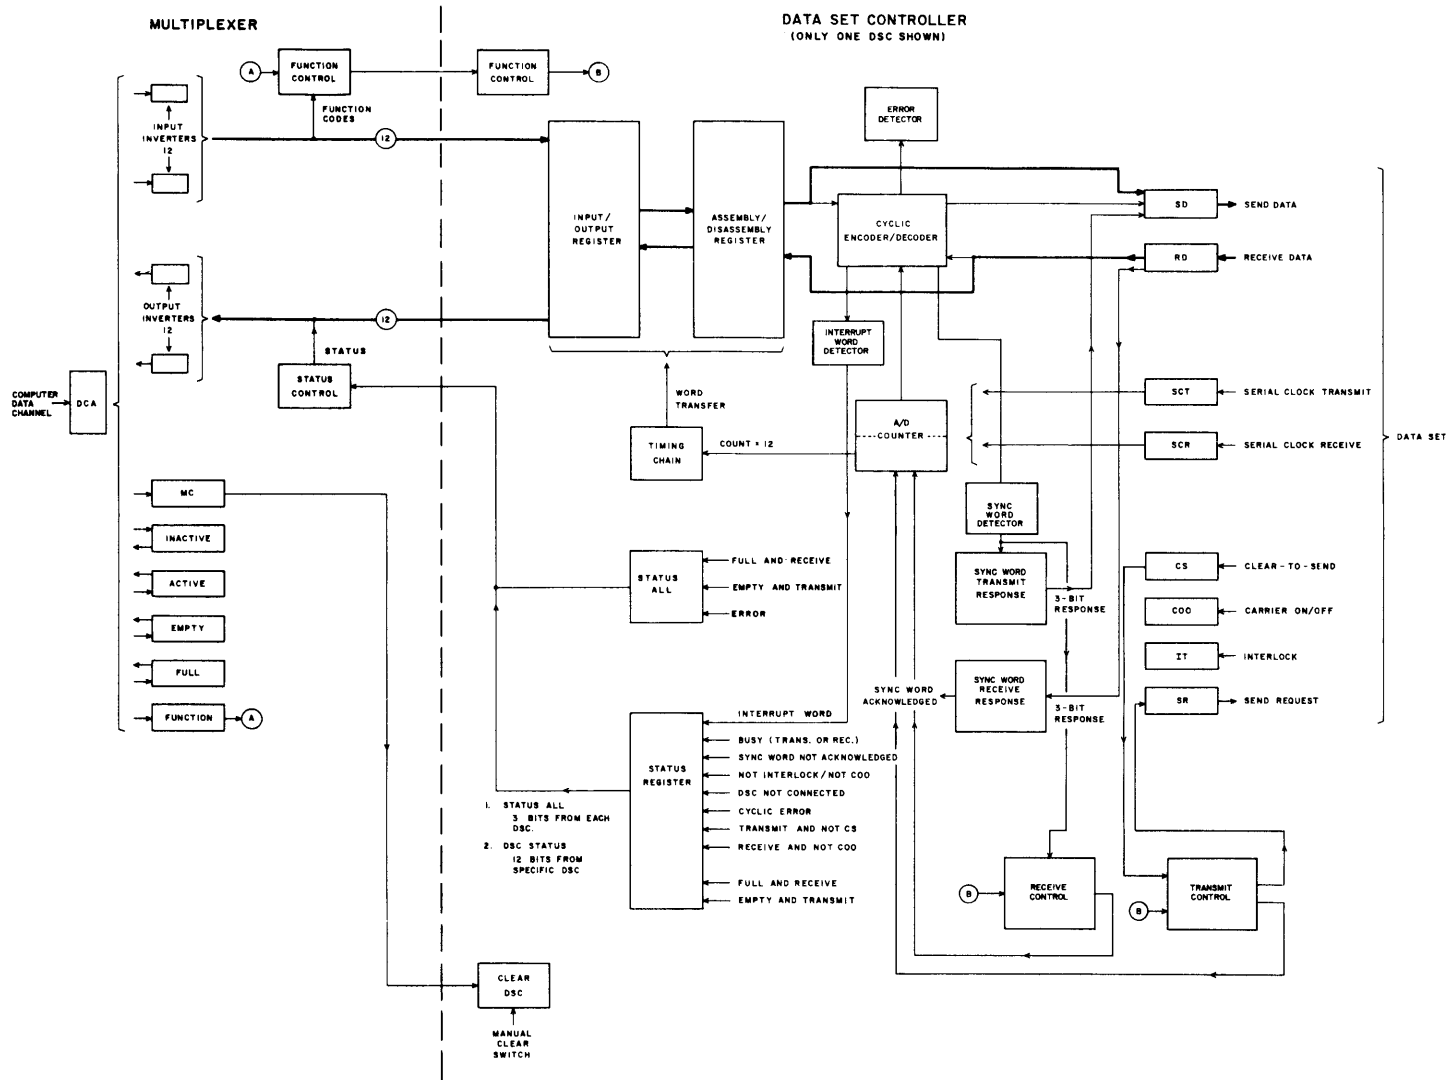 MULTIPLEXER
DATA SET CONTROLLER
(ONLY ONE DSC SHOWN)
A
FUNCTION
CONTROL
FUNCTION
CONTROL
B
FUNCTION
CODES
INPUT
INVERTERS
12
12
ERROR
DETECTOR
INPUT/
OUTPUT
REGISTER
ASSEMBLY/
DISASSEMBLY
REGISTER
CYCLIC
ENCODER/DECODER
SD
SEND DATA
RD
RECEIVE DATA
OUTPUT
INVERTERS
12
12
STATUS
STATUS
CONTROL
INTERRUPT
WORD
DETECTOR
COMPUTER
DATA
CHANNEL
DCA
WORD
TRANSFER
TIMING
CHAIN
COUNT = 12
A/D
COUNTER
SCT
SERIAL CLOCK TRANSMIT
SCR
SERIAL CLOCK RECEIVE
DATA SET
MC
INACTIVE
ACTIVE
EMPTY
FULL
FUNCTION
A
SYNC
WORD
DETECTOR
STATUS
ALL
FULL AND RECEIVE
EMPTY AND TRANSMIT
ERROR
SYNC WORD
TRANSMIT
RESPONSE
3-BIT
RESPONSE
CS
CLEAR-TO-SEND
COO
CARRIER ON/OFF
IT
INTERLOCK
SR
SEND REQUEST
SYNC WORD
ACKNOWLEDGED
SYNC WORD
RECEIVE
RESPONSE
3-BIT
RESPONSE
STATUS
REGISTER
INTERRUPT WORD
BUSY (TRANS. OR REC.)
SYNC WORD NOT ACKNOWLEDGED
NOT INTERLOCK/NOT COO
DSC NOT CONNECTED
CYCLIC ERROR
TRANSMIT AND NOT CS
RECEIVE AND NOT COO
FULL AND RECEIVE
EMPTY AND TRANSMIT
1. STATUS ALL
3 BITS FROM EACH
DSC.
2. DSC STATUS
12 BITS FROM
SPECIFIC DSC
B
RECEIVE
CONTROL
B
TRANSMIT
CONTROL
CLEAR
DSC
MANUAL
CLEAR
SWITCH